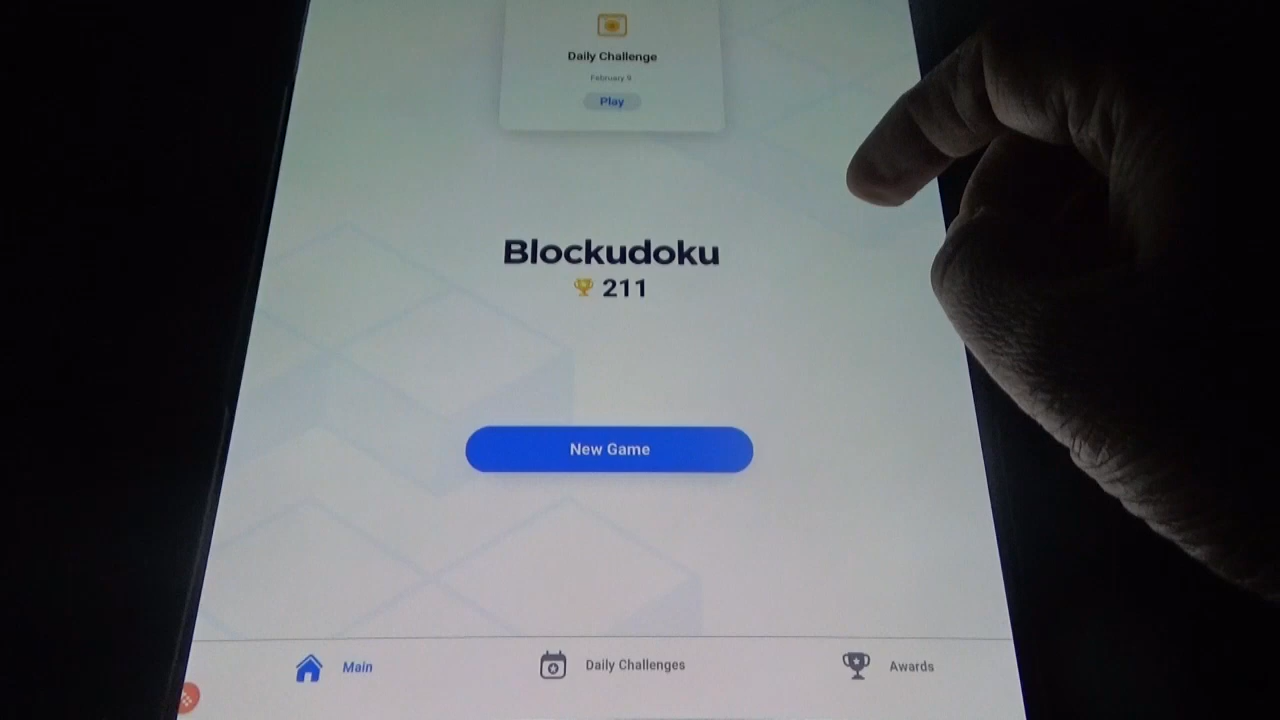 Daily Challenge
February 9
Play
Blockudoku
211
New Game
Main
Daily Challenges
Awards